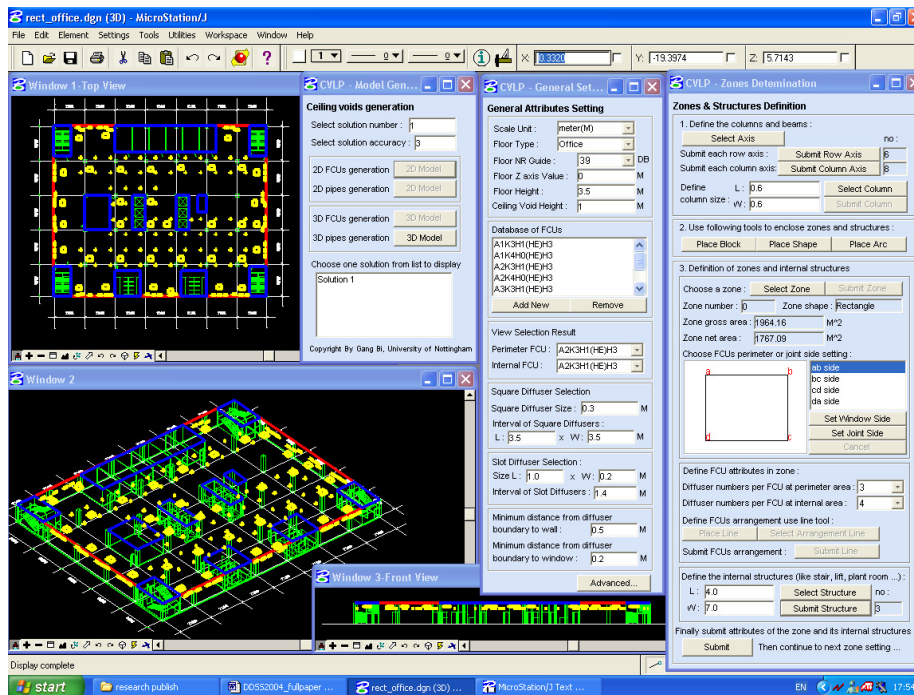 rect_office.dgn (3D) - MicroStation/J
File Edit Element Settings Tools Utilities Workspace Window Help
1 0 0 X: 0.3320 Y: -19.3974 Z: 5.7143
Window 1-Top View
CVLP - Model Gen...
Ceiling voids generation
Select solution number : 1
Select solution accuracy : 3
2D FCUs generation 2D Model
2D pipes generation 2D Model
3D FCUs generation 3D Model
3D pipes generation 3D Model
Choose one solution from list to display
Solution 1
Copyright By Gang Bi, University of Nottingham
CVLP - General Set...
General Attributes Setting
Scale Unit : meter(M)
Floor Type : Office
Floor NR Guide : 39 DB
Floor Z axis Value : 0 M
Floor Height : 3.5 M
Ceiling Void Height : 1 M
Database of FCUs
A1K3H1(HE)H3
A1K4H0(HE)H3
A2K3H1(HE)H3
A2K4H0(HE)H3
A3K3H1(HE)H3
Add New Remove
View Selection Result
Perimeter FCU : A2K3H1(HE)H3
Internal FCU : A2K3H1(HE)H3
Square Diffuser Selection
Square Diffuser Size : 0.3 M
Interval of Square Diffusers :
L : 3.5 x W : 3.5 M
Slot Diffuser Selection :
Size L : 1.0 x W : 0.2 M
Interval of Slot Diffusers : 1.4 M
Minimum distance from diffuser
boundary to wall : 0.5 M
Minimum distance from diffuser
boundary to window : 0.2 M
Advanced...
CVLP - Zones Detemination
Zones & Structures Definition
1. Define the columns and beams :
Select Axis no :
Submit each row axis : Submit Row Axis 6
Submit each column axis: Submit Column Axis 8
Define L : 0.6 Select Column
column size : W : 0.6 Submit Column
2. Use following tools to enclose zones and structures :
Place Block Place Shape Place Arc
3. Definition of zones and internal structures
Choose a zone : Select Zone Submit Zone
Zone number : 0 Zone shape : Rectangle
Zone gross area : 1964.16 M^2
Zone net area : 1767.09 M^2
Choose FCUs perimeter or joint side setting :
a b
d c
ab side
bc side
cd side
da side
Set Window Side
Set Joint Side
Cancel
Define FCU attributes in zone :
Diffuser numbers per FCU at perimeter area : 3
Diffuser numbers per FCU at internal area : 4
Define FCUs arrangement use line tool :
Place Line Select Arrangement Line
Submit FCUs arrangement : Submit Line
Define the internal structures (like stair, lift, plant room ...) :
L : 4.0 Select Structure no :
W : 7.0 Submit Structure 3
Finally submit attributes of the zone and its internal structures
Submit Then continue to next zone setting ...
Window 2
Window 3-Front View
Display complete
start research publish DDSS2004_fullpaper ... rect_office.dgn (3D) ... MicroStation/J Text ... EN 17:54